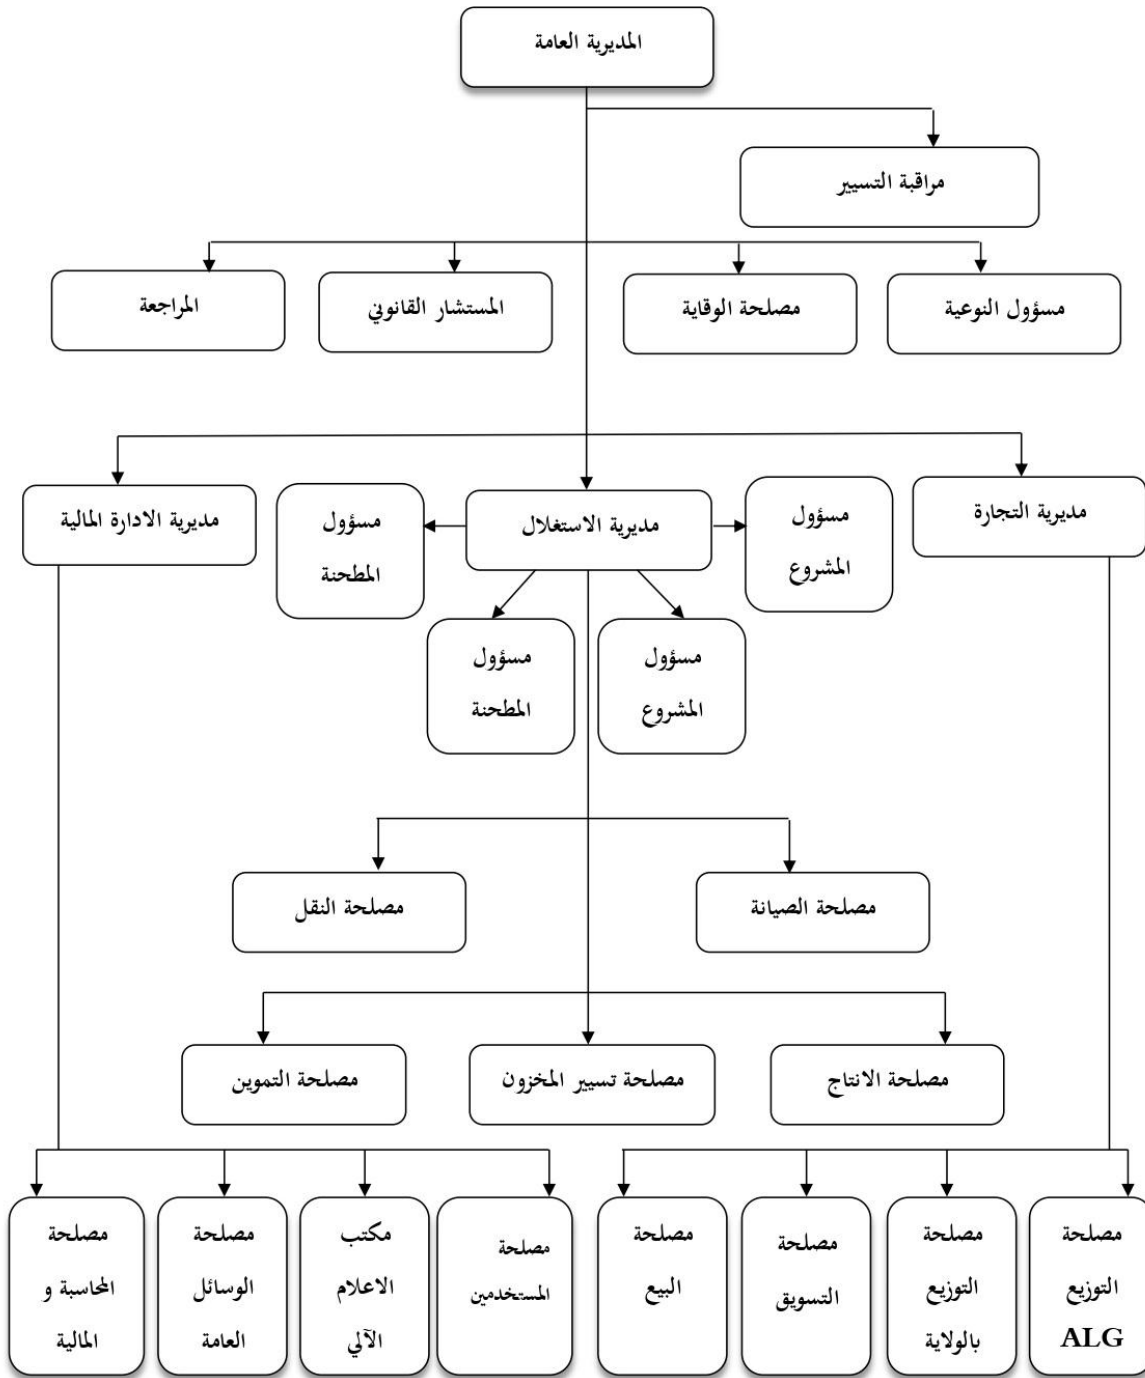 المديرية العامة
مراقبة التسيير
مسؤول النوعية
مصلحة الوقاية
المستشار القانوني
المراجعة
مديرية التجارة
مسؤول
المشروع
مديرية الاستغلال
مسؤول
المطحنة
مديرية الادارة المالية
مسؤول
المشروع
مسؤول
المطحنة
مصلحة الصيانة
مصلحة النقل
مصلحة الانتاج
مصلحة تسيير المخزون
مصلحة التموين
مصلحة
التوزيع
ALG
مصلحة
التوزيع
بالولاية
مصلحة
التسويق
مصلحة
البيع
مصلحة
المستخدمين
مكتب
الاعلام
الآلي
مصلحة
الوسائل
العامة
مصلحة
المحاسبة و
المالية